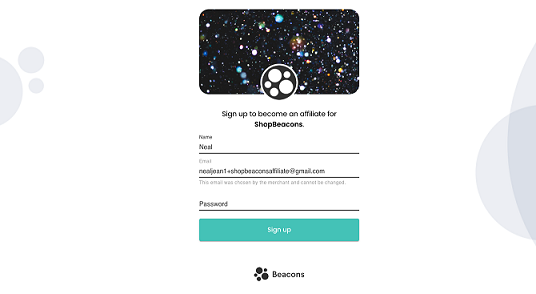 Sign up to become an affiliate for
ShopBeacons.
Name
Neal
Email
nealjean1+shopbeaconsaffiliate@gmail.com
This email was chosen by the merchant and cannot be changed.
Password
Sign up
Beacons